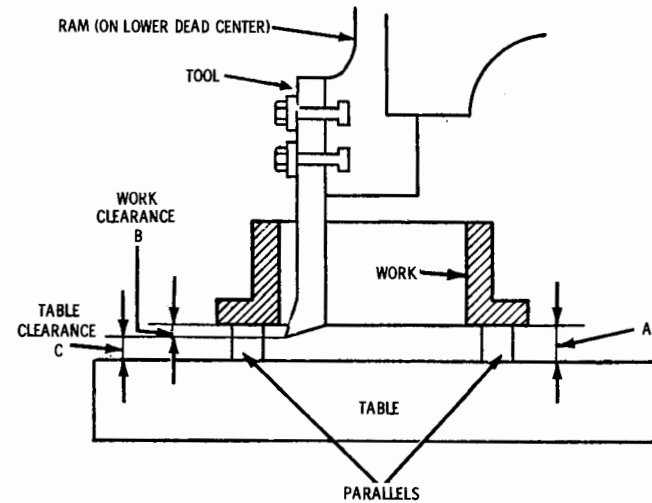 RAM (ON LOWER DEAD CENTER)
TOOL
WORK
CLEARANCE
B
WORK
TABLE
CLEARANCE
C
A
TABLE
PARALLELS